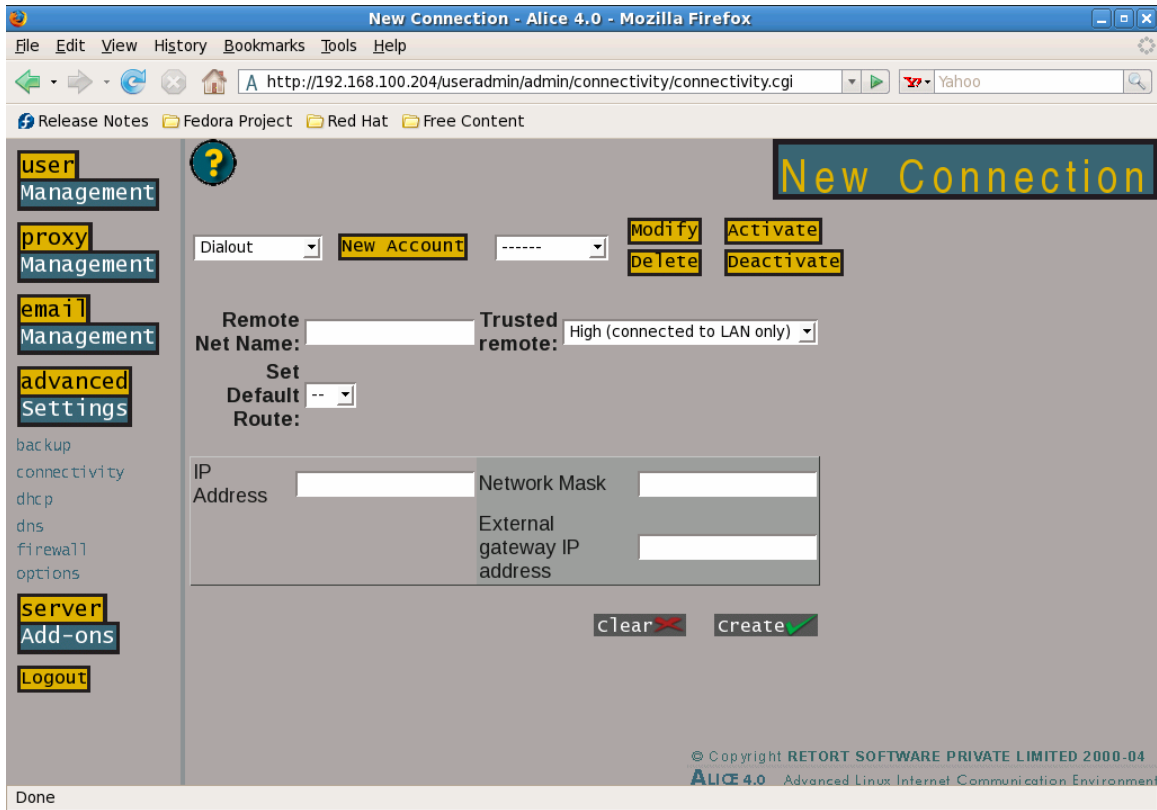 New Connection - Alice 4.0 - Mozilla Firefox
File Edit View History Bookmarks Tools Help
http://192.168.100.204/useradmin/admin/connectivity/connectivity.cgi
Yahoo
Release Notes Fedora Project Red Hat Free Content
user
Management
proxy
Management
email
Management
advanced
Settings
backup
connectivity
dhcp
dns
firewall
options
server
Add-ons
Logout
?
New Connection
Dialout
New Account
------
Modify
Activate
Delete
Deactivate
Remote
Net Name:
Trusted
remote:
High (connected to LAN only)
Set
Default
Route:
--
IP
Address
Network Mask
External
gateway IP
address
Clear
Create
© Copyright RETORT SOFTWARE PRIVATE LIMITED 2000-04
ALICE 4.0 Advanced Linux Internet Communication Environment
Done